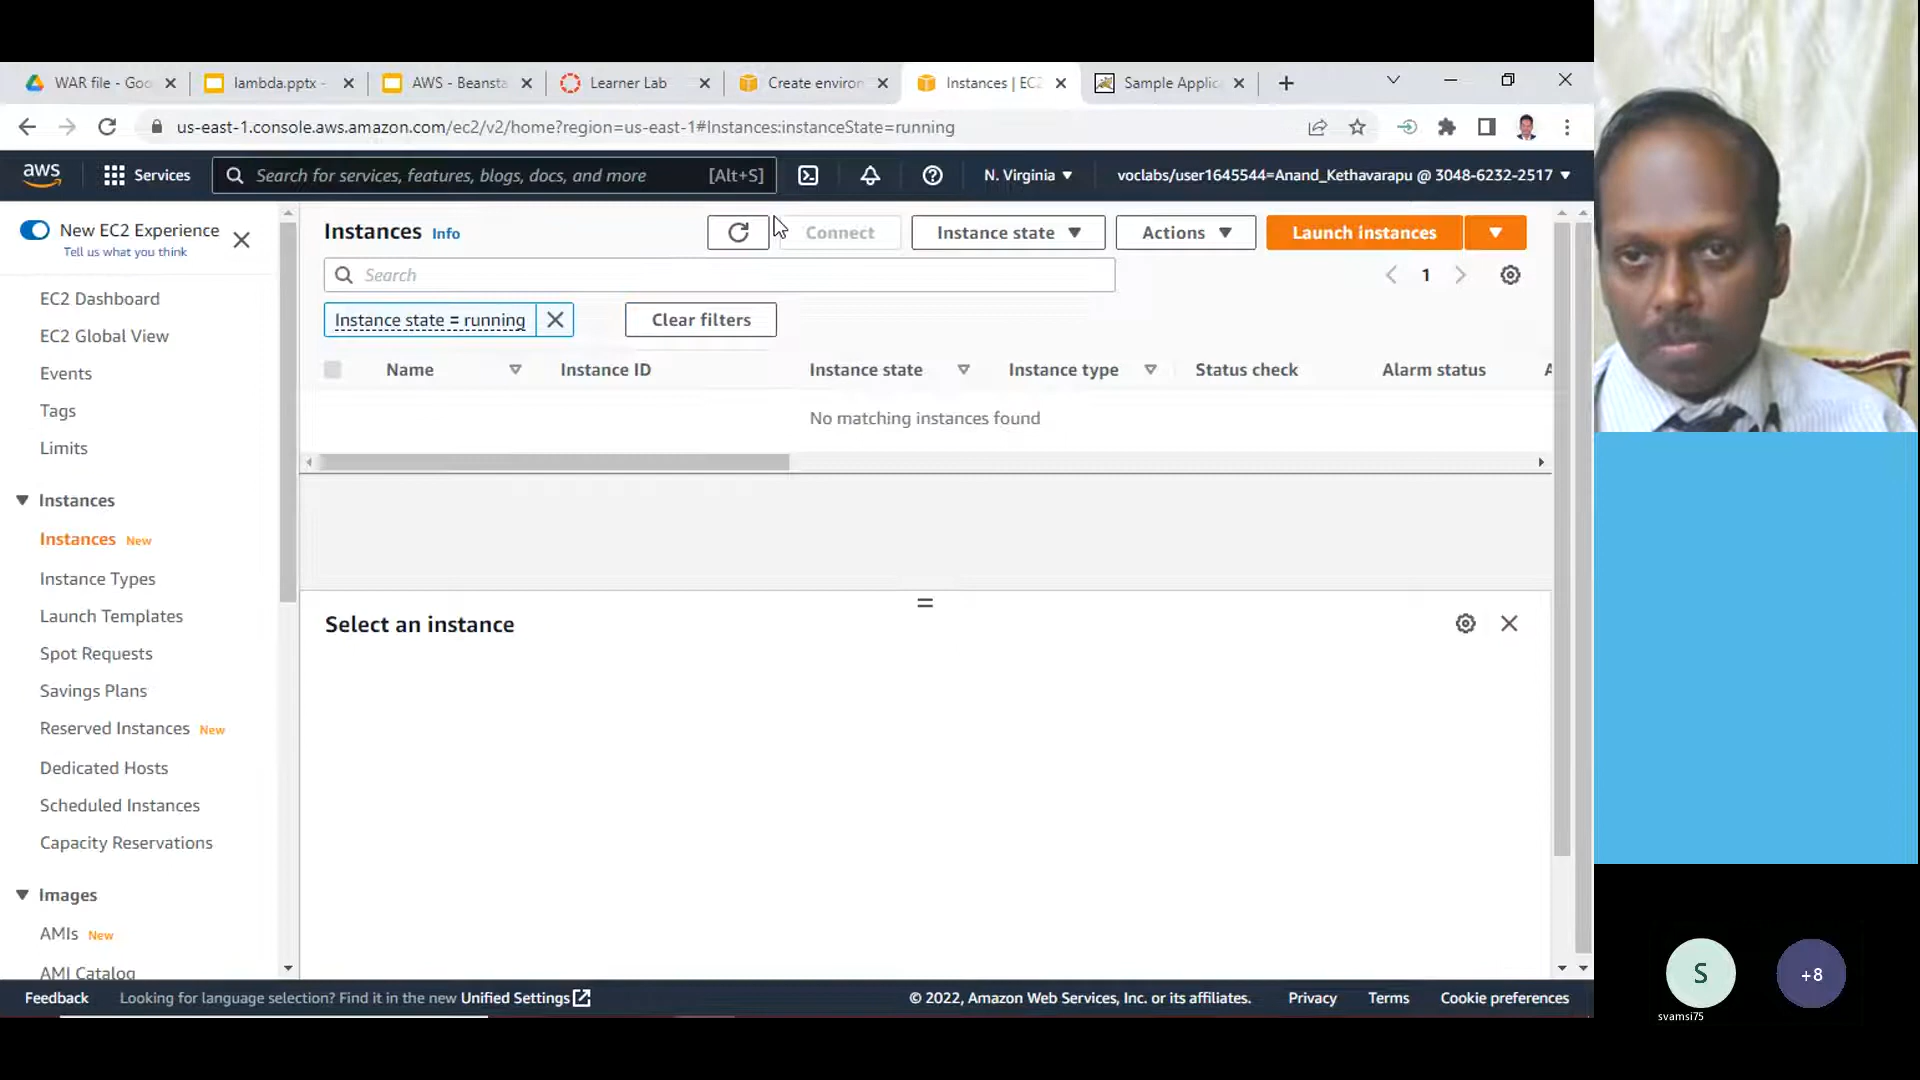 WAR file - Goo
lambda.pptx -
AWS - Beansta
Learner Lab
Create environ
Instances | EC2
Sample Applic
us-east-1.console.aws.amazon.com/ec2/v2/home?region=us-east-1#Instances:instanceState=running
aws
Services
Search for services, features, blogs, docs, and more
[Alt+S]
N. Virginia
voclabs/user1645544=Anand_Kethavarapu @ 3048-6232-2517
New EC2 Experience
Tell us what you think
EC2 Dashboard
EC2 Global View
Events
Tags
Limits
Instances
Instances New
Instance Types
Launch Templates
Spot Requests
Savings Plans
Reserved Instances New
Dedicated Hosts
Scheduled Instances
Capacity Reservations
Images
AMIs New
AMI Catalog
Instances Info
Connect
Instance state
Actions
Launch instances
Search
1
Instance state = running
Clear filters
Name
Instance ID
Instance state
Instance type
Status check
Alarm status
A
No matching instances found
Select an instance
Feedback
Looking for language selection? Find it in the new Unified Settings
© 2022, Amazon Web Services, Inc. or its affiliates.
Privacy
Terms
Cookie preferences
S
svamsi75
+8